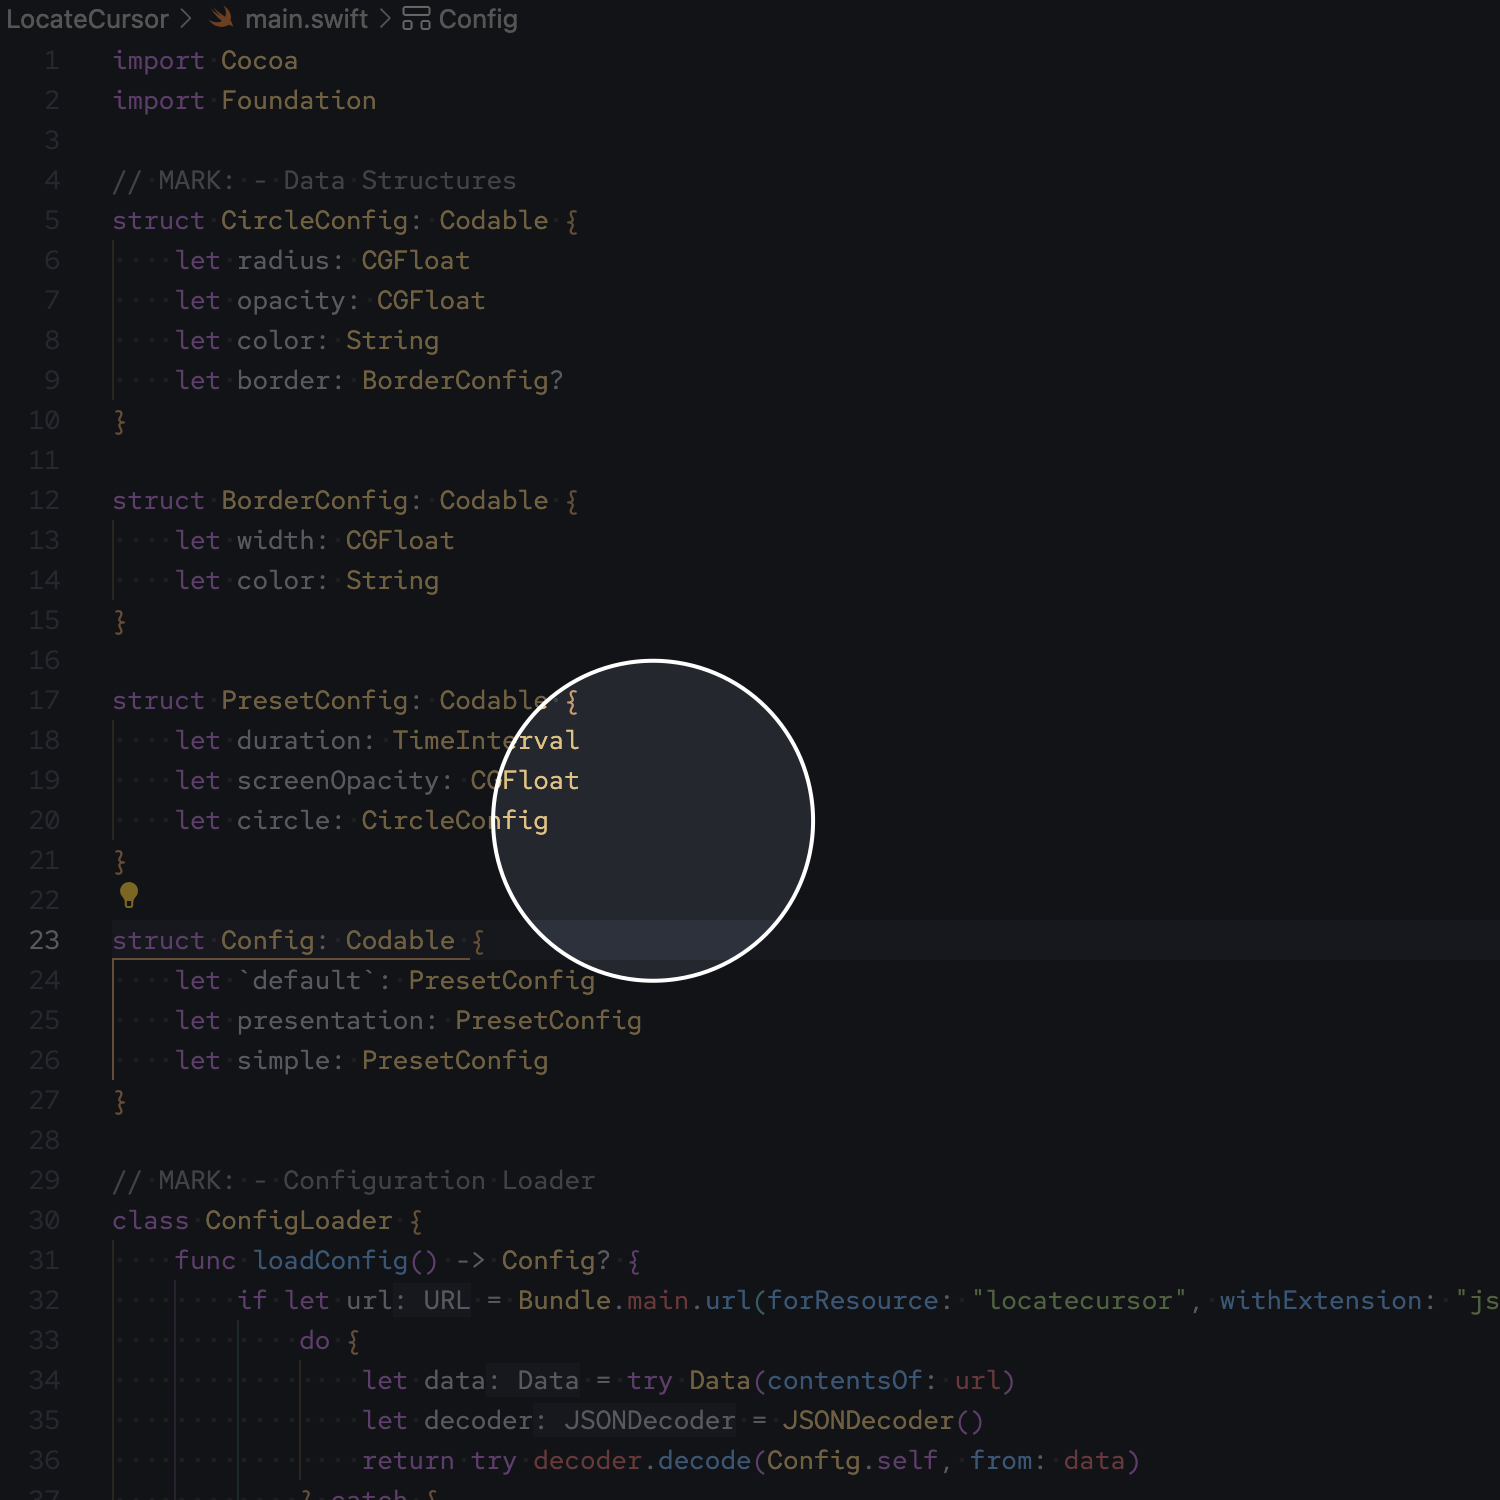 LocateCursor > main.swift > Config
1 import Cocoa
2 import Foundation
3
4 // MARK: - Data Structures
5 struct CircleConfig: Codable {
6     let radius: CGFloat
7     let opacity: CGFloat
8     let color: String
9     let border: BorderConfig?
10 }
11
12 struct BorderConfig: Codable {
13     let width: CGFloat
14     let color: String
15 }
16
17 struct PresetConfig: Codable {
18     let duration: TimeInterval
19     let screenOpacity: CGFloat
20     let circle: CircleConfig
21 }
22
23 struct Config: Codable {
24     let `default`: PresetConfig
25     let presentation: PresetConfig
26     let simple: PresetConfig
27 }
28
29 // MARK: - Configuration Loader
30 class ConfigLoader {
31     func loadConfig() -> Config? {
32         if let url: URL = Bundle.main.url(forResource: "locatecursor", withExtension: "js
33             do {
34                 let data: Data = try Data(contentsOf: url)
35                 let decoder: JSONDecoder = JSONDecoder()
36                 return try decoder.decode(Config.self, from: data)
37             } catch {